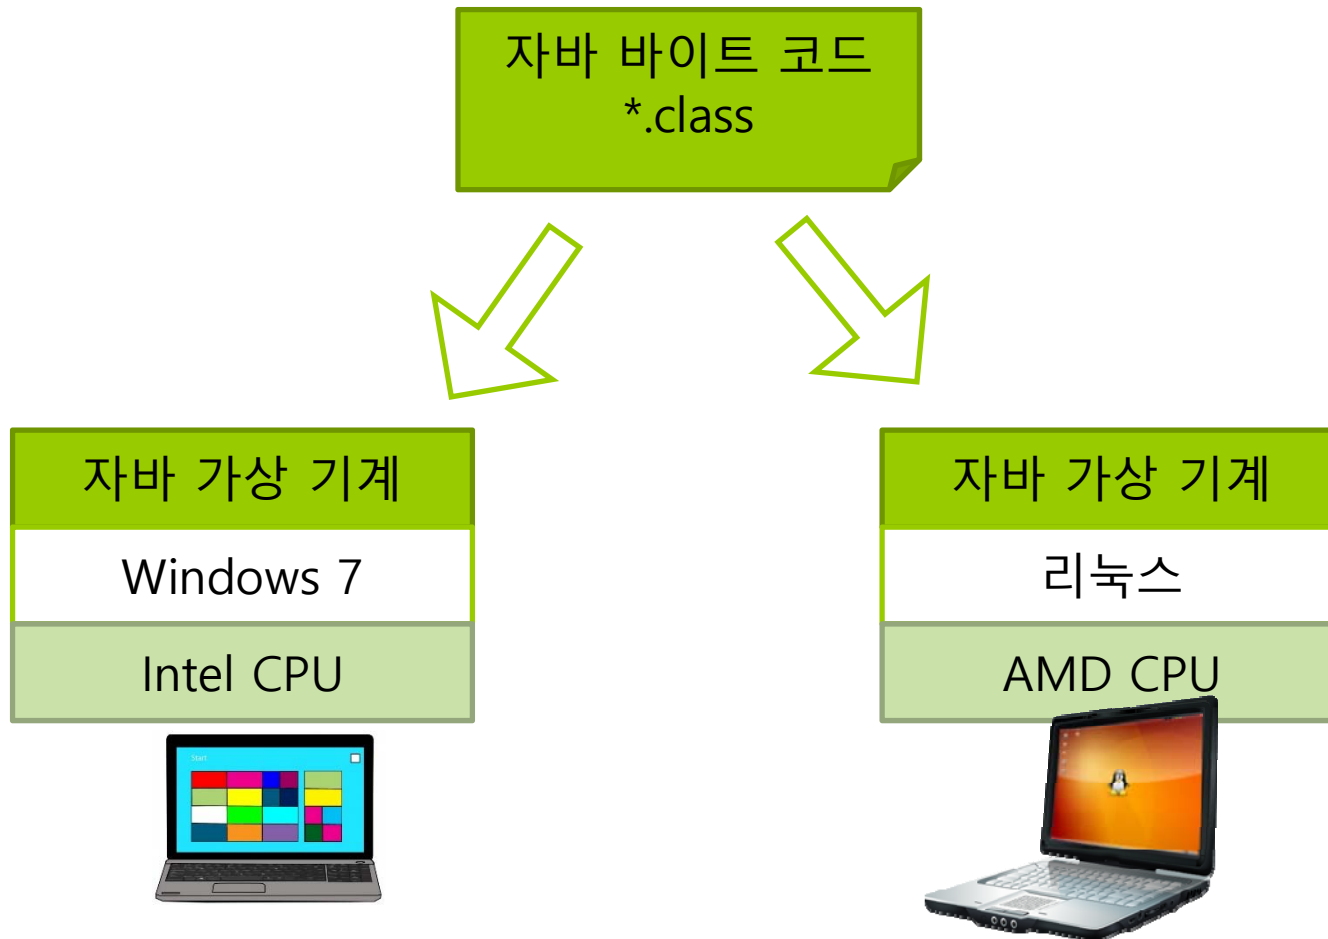 자바 바이트 코드
*.class
자바 가상 기계
Windows 7
Intel CPU
Start
자바 가상 기계
리눅스
AMD CPU